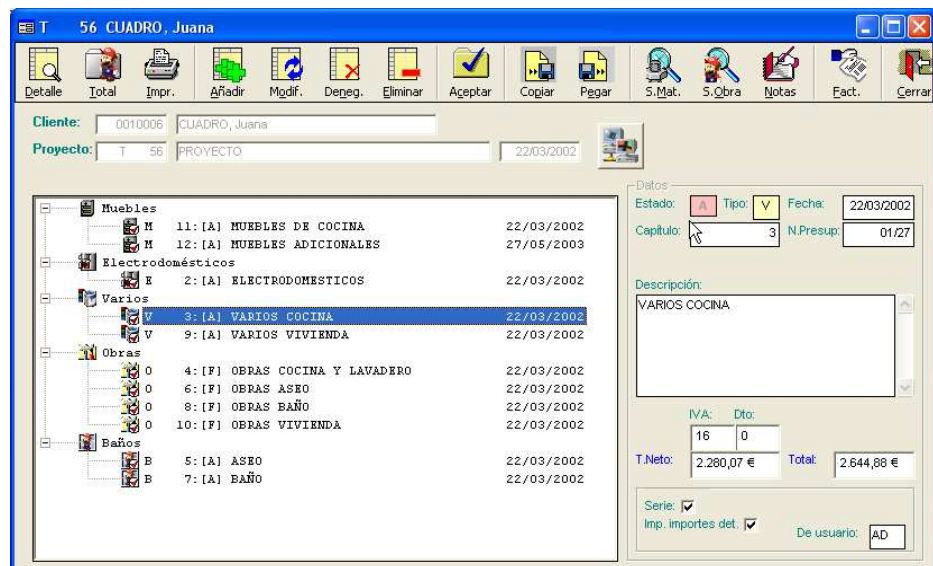 T 56 CUADRO, Juana
Detalle Total Impr. Añadir Modif. Deneg. Eliminar Aceptar Copiar Pegar S.Mat. S.Obra Notas Fact. Cerrar
Cliente: 0010006 CUADRO, Juana
Proyecto: T 56 PROYECTO 22/03/2002
Muebles
M 11:[A] MUEBLES DE COCINA 22/03/2002
M 12:[A] MUEBLES ADICIONALES 27/05/2003
Electrodomésticos
E 2:[A] ELECTRODOMESTICOS 22/03/2002
Varios
V 3:[A] VARIOS COCINA 22/03/2002
V 9:[A] VARIOS VIVIENDA 22/03/2002
Obras
O 4:[F] OBRAS COCINA Y LAVADERO 22/03/2002
O 6:[F] OBRAS ASEO 22/03/2002
O 8:[F] OBRAS BAÑO 22/03/2002
O 10:[F] OBRAS VIVIENDA 22/03/2002
Baños
B 5:[A] ASEO 22/03/2002
B 7:[A] BAÑO 22/03/2002
Datos
Estado: A Tipo: V Fecha: 22/03/2002
Capítulo: 3 N.Presup: 01/27
Descripción:
VARIOS COCINA
IVA: Dto:
16 0
T.Neto: 2.280,07 € Total: 2.644,88 €
Serie:
Imp. importes det.
De usuario: AD